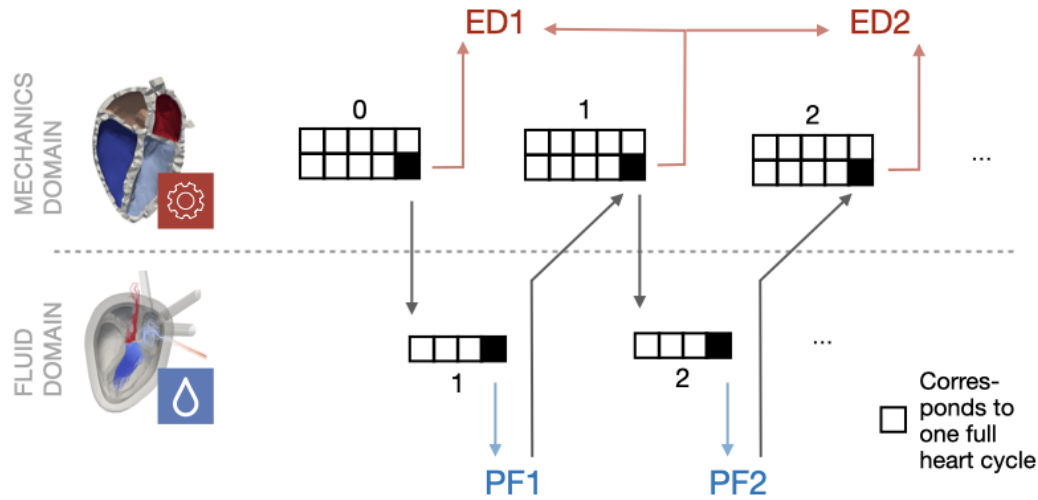 ED1
ED2
MECHANICS
DOMAIN
0
1
2
...
FLUID
DOMAIN
1
2
...
PF1
PF2
Corres-
ponds to
one full
heart cycle